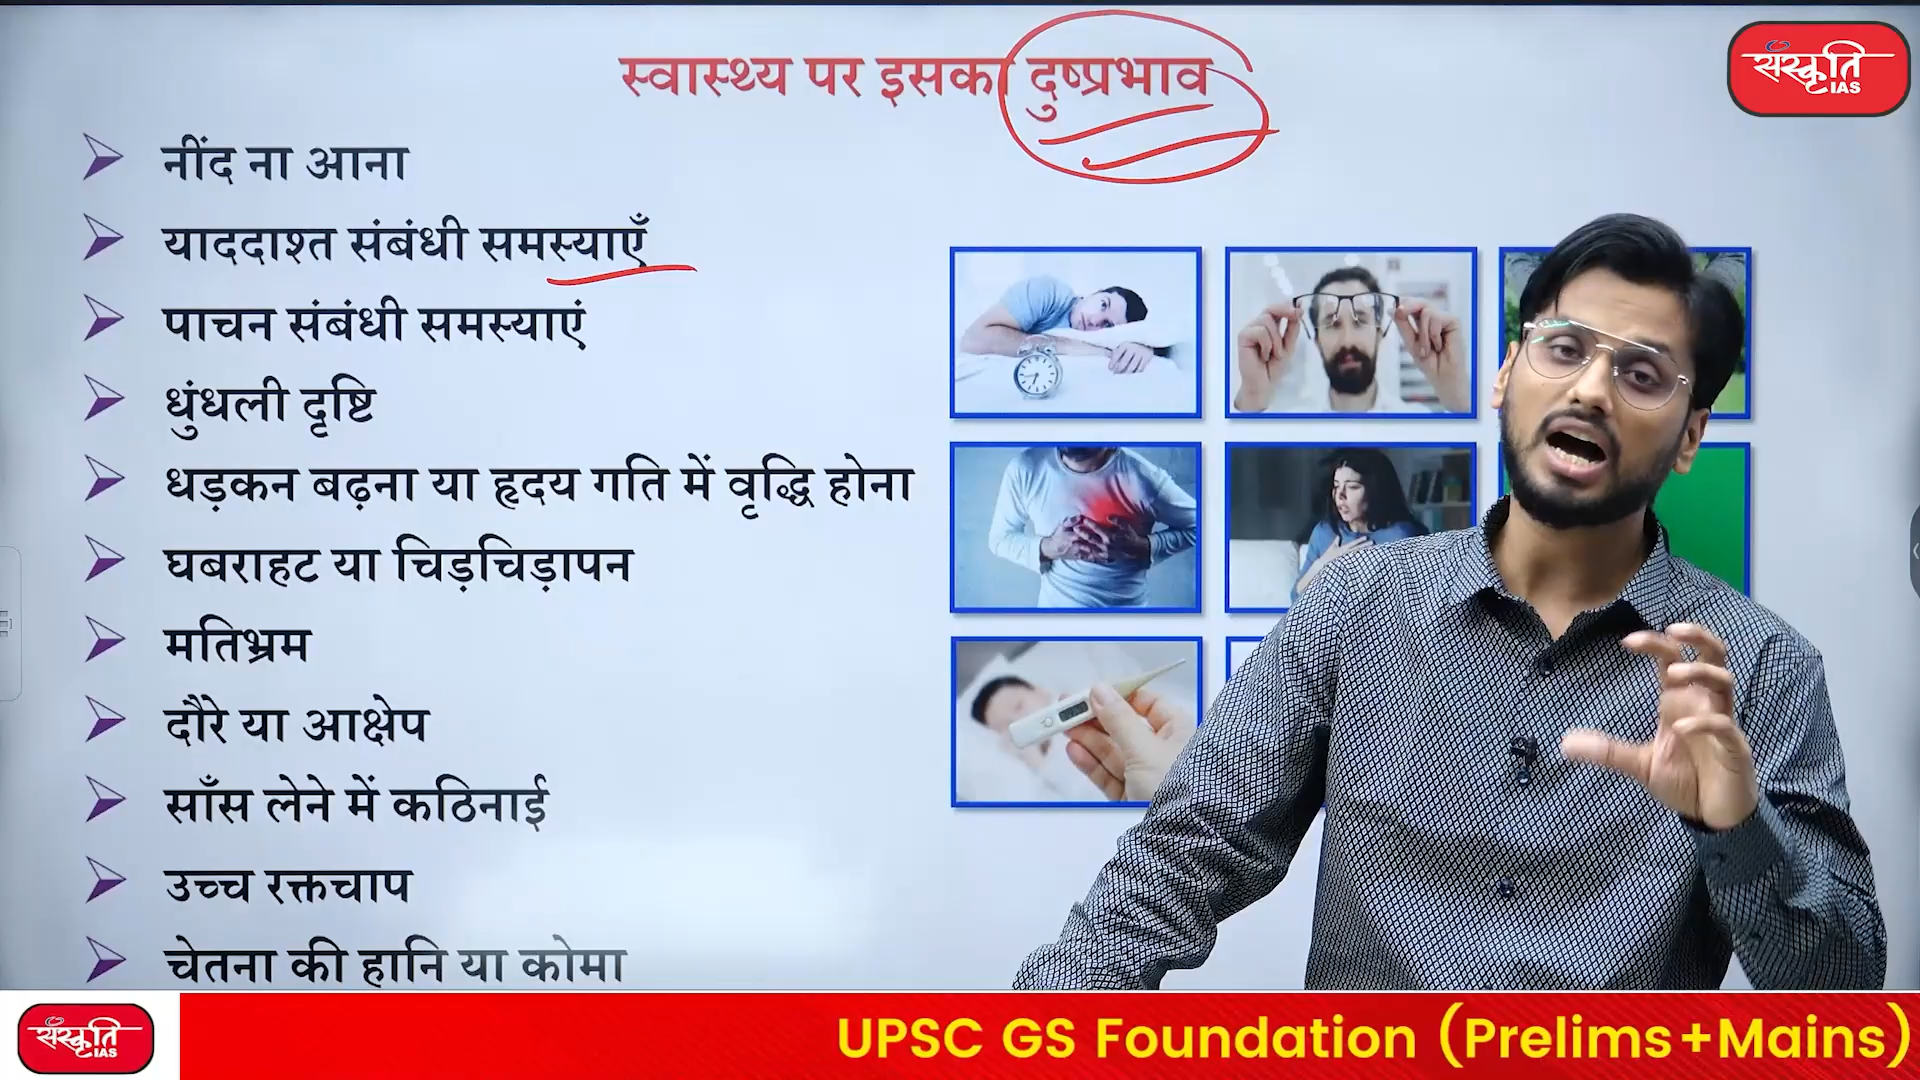 स्वास्थ्य पर इसका दुष्प्रभाव
संस्कृति
IAS
नींद ना आना
याददाश्त संबंधी समस्याएँ
पाचन संबंधी समस्याएं
धुंधली दृष्टि
धड़कन बढ़ना या हृदय गति में वृद्धि होना
घबराहट या चिड़चिड़ापन
मतिभ्रम
दौरे या आक्षेप
साँस लेने में कठिनाई
उच्च रक्तचाप
चेतना की हानि या कोमा
संस्कृति
IAS
UPSC GS Foundation (Prelims+Mains)